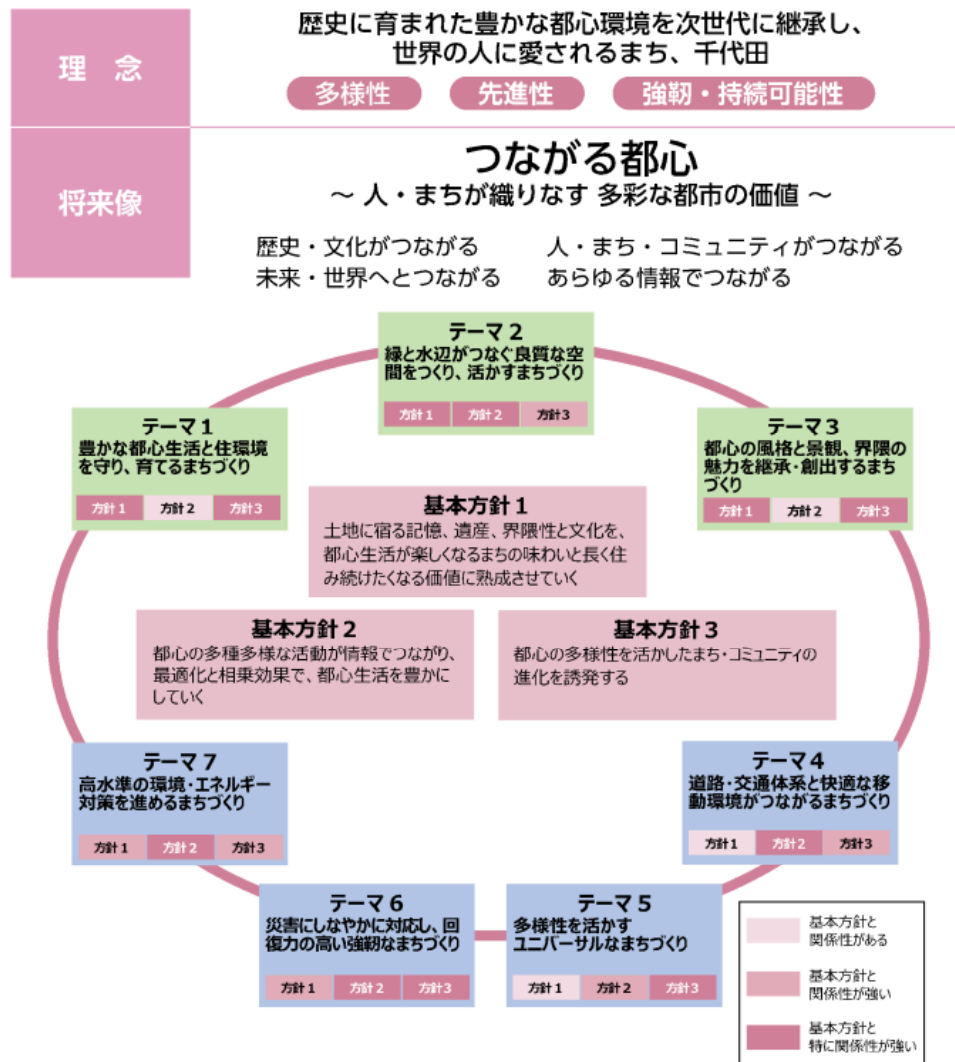 理　念
歴史に育まれた豊かな都心環境を次世代に継承し、
世界の人に愛されるまち、千代田
多様性　先進性　強靭・持続可能性
将来像
つながる都心
～ 人・まちが織りなす 多彩な都市の価値 ～
歴史・文化がつながる　人・まち・コミュニティがつながる
未来・世界へとつながる　あらゆる情報でつながる
テーマ２
緑と水辺がつなぐ良質な空
間をつくり、活かすまちづくり
方針1　方針2　方針3
テーマ１
豊かな都心生活と住環境
を守り、育てるまちづくり
方針1　方針2　方針3
テーマ３
都心の風格と景観、界隈の
魅力を継承・創出するまち
づくり
方針1　方針2　方針3
基本方針１
土地に宿る記憶、遺産、界隈性と文化を、
都心生活が楽しくなるまちの味わいと長く住
み続けたくなる価値に熟成させていく
基本方針２
都心の多種多様な活動が情報でつながり、
最適化と相乗効果で、都心生活を豊かに
していく
基本方針３
都心の多様性を活かしたまち・コミュニティの
進化を誘発する
テーマ７
高水準の環境・エネルギー
対策を進めるまちづくり
方針1　方針2　方針3
テーマ４
道路・交通体系と快適な移
動環境がつながるまちづくり
方針1　方針2　方針3
テーマ６
災害にしなやかに対応し、回
復力の高い強靭なまちづくり
方針1　方針2　方針3
テーマ５
多様性を活かす
ユニバーサルなまちづくり
方針1　方針2　方針3
基本方針と
関係性がある
基本方針と
関係性が強い
基本方針と
特に関係性が強い